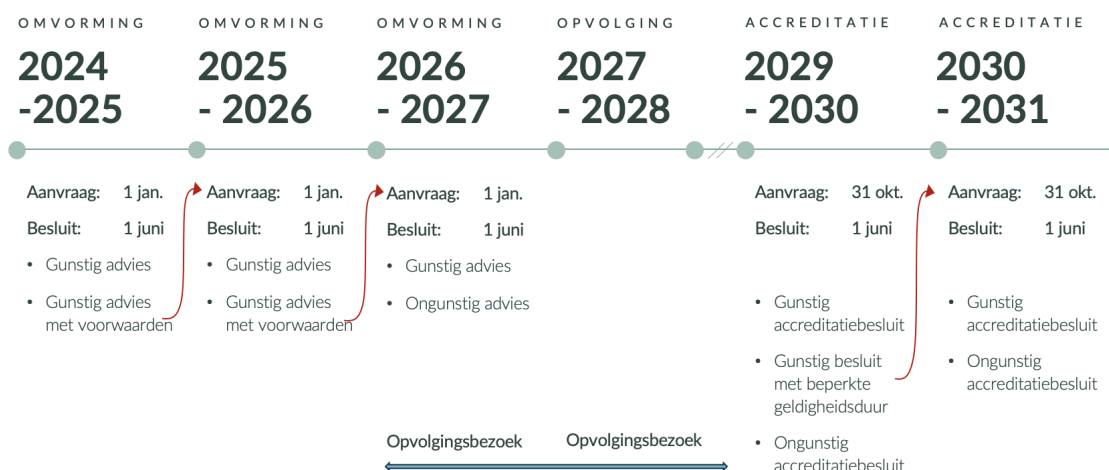 OMVORMING
2024
-2025
Aanvraag: 1 jan.
Besluit: 1 juni
• Gunstig advies
• Gunstig advies
met voorwaarden
OMVORMING
2025
- 2026
Aanvraag: 1 jan.
Besluit: 1 juni
• Gunstig advies
• Gunstig advies
met voorwaarden
OMVORMING
2026
- 2027
Aanvraag: 1 jan.
Besluit: 1 juni
• Gunstig advies
• Ongunstig advies
Opvolgingsbezoek
OPVOLGING
2027
- 2028
Opvolgingsbezoek
ACCREDITATIE
2029
- 2030
Aanvraag: 31 okt.
Besluit: 1 juni
• Gunstig
accreditatiebesluit
• Gunstig besluit
met beperkte
geldigheidsduur
• Ongunstig
accreditatiebesluit
ACCREDITATIE
2030
- 2031
Aanvraag: 31 okt.
Besluit: 1 juni
• Gunstig
accreditatiebesluit
• Ongunstig
accreditatiebesluit